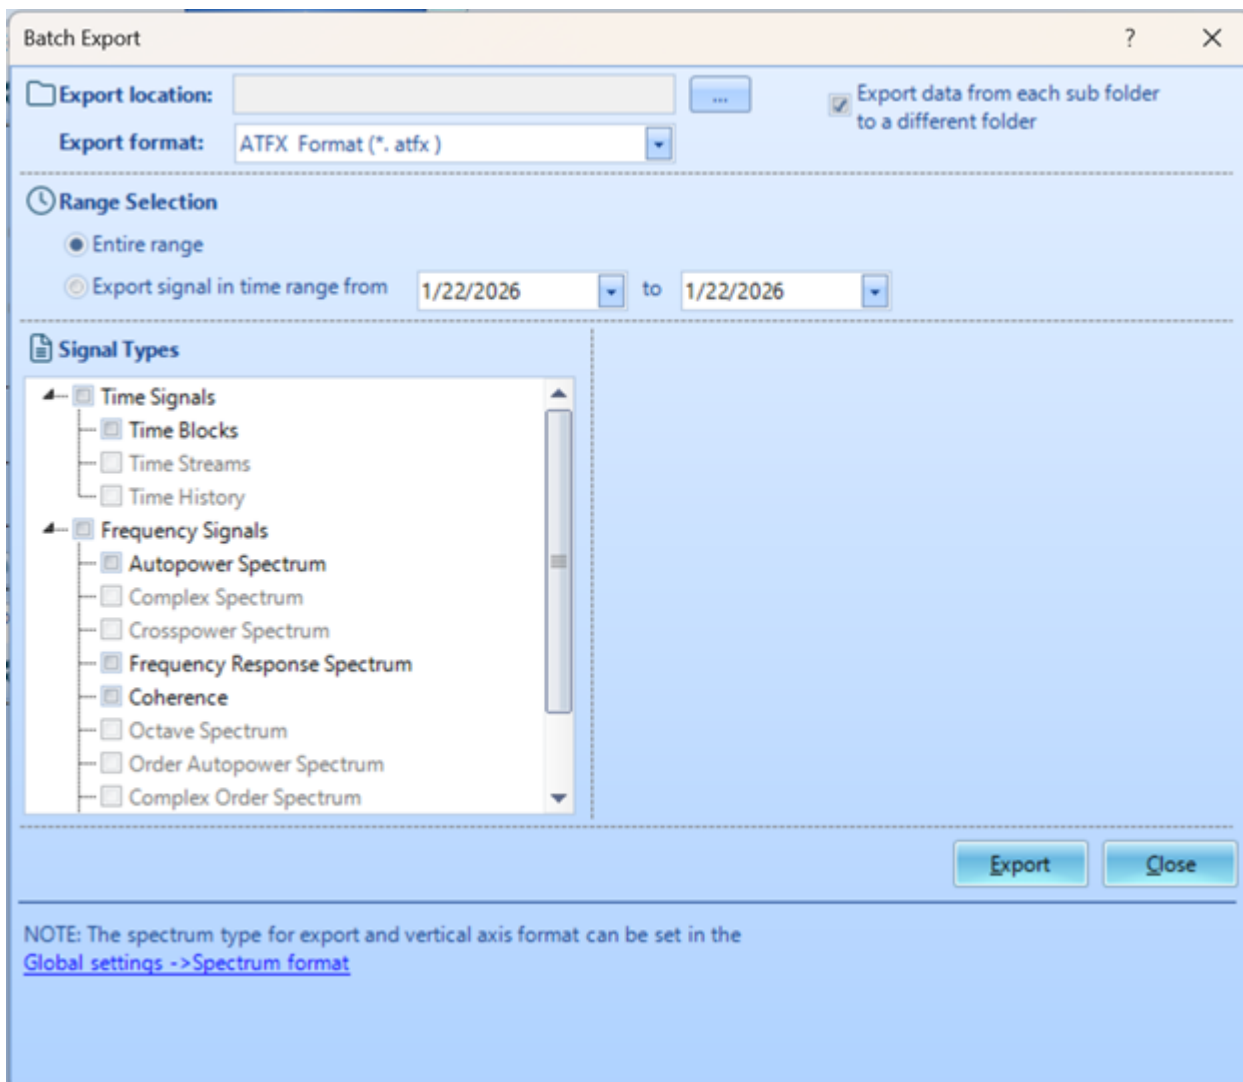 Batch Export
?
Export location:
...
Export data from each sub folder
to a different folder
Export format:
ATFX Format (*. atfx )
Range Selection
Entire range
Export signal in time range from
1/22/2026
to
1/22/2026
Signal Types
Time Signals
Time Blocks
Time Streams
Time History
Frequency Signals
Autopower Spectrum
Complex Spectrum
Crosspower Spectrum
Frequency Response Spectrum
Coherence
Octave Spectrum
Order Autopower Spectrum
Complex Order Spectrum
Export
Close
NOTE: The spectrum type for export and vertical axis format can be set in the
Global settings ->Spectrum format